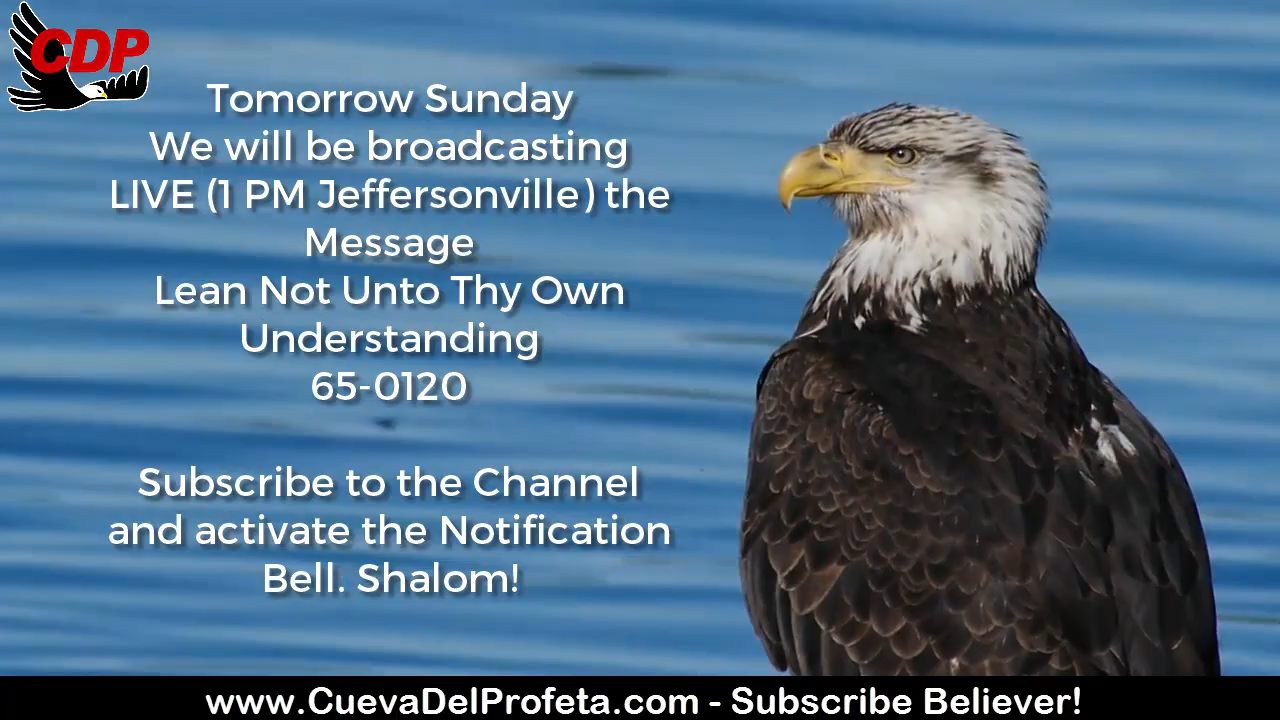 CDP
Tomorrow Sunday
We will be broadcasting
LIVE (1 PM Jeffersonville) the
Message
Lean Not Unto Thy Own
Understanding
65-0120
Subscribe to the Channel
and activate the Notification
Bell. Shalom!
www.CuevaDelProfeta.com - Subscribe Believer!